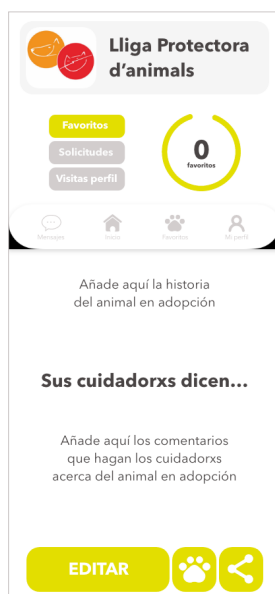 Lliga Protectora
d’animals
Favoritos
Solicitudes
Visitas perfil
0
favoritos
Mensajes
Inicio
Favoritos
Mi perfil
Añade aquí la historia
del animal en adopción
Sus cuidadorxs dicen...
Añade aquí los comentarios
que hagan los cuidadorxs
acerca del animal en adopción
EDITAR